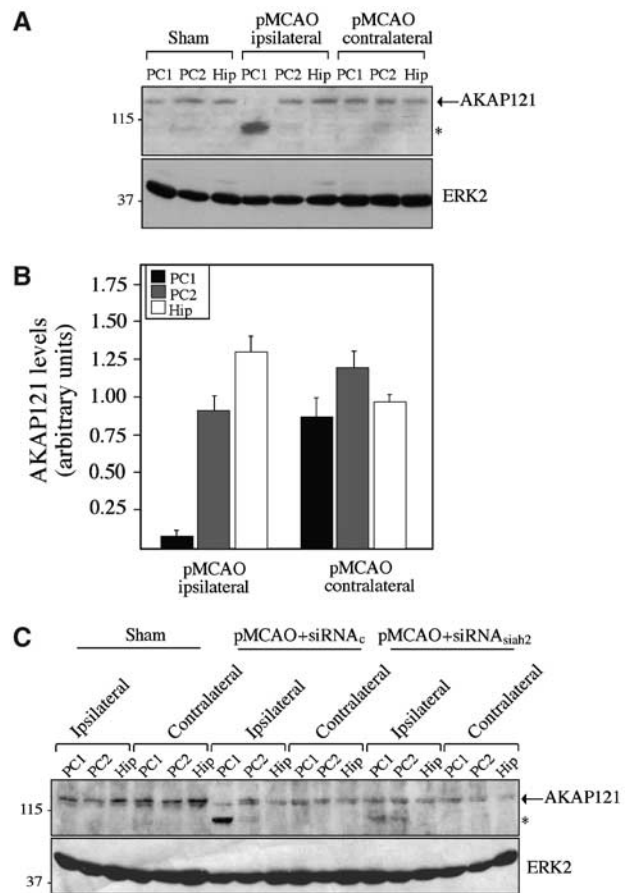 A
Sham
pMCAO ipsilateral
pMCAO contralateral
PC1 PC2 Hip PC1 PC2 Hip PC1 PC2 Hip
115
←AKAP121
*
37
ERK2
B
AKAP121 levels (arbitrary units)
1.75
1.50
1.25
1.00
0.75
0.50
0.25
PC1
PC2
Hip
pMCAO ipsilateral
pMCAO contralateral
C
Sham
pMCAO+siRNAc
pMCAO+siRNAsiah2
Ipsilateral Contralateral Ipsilateral Contralateral Ipsilateral Contralateral
PC1 PC2 Hip PC1 PC2 Hip PC1 PC2 Hip PC1 PC2 Hip PC1 PC2 Hip PC1 PC2 Hip
115
←AKAP121
*
37
ERK2